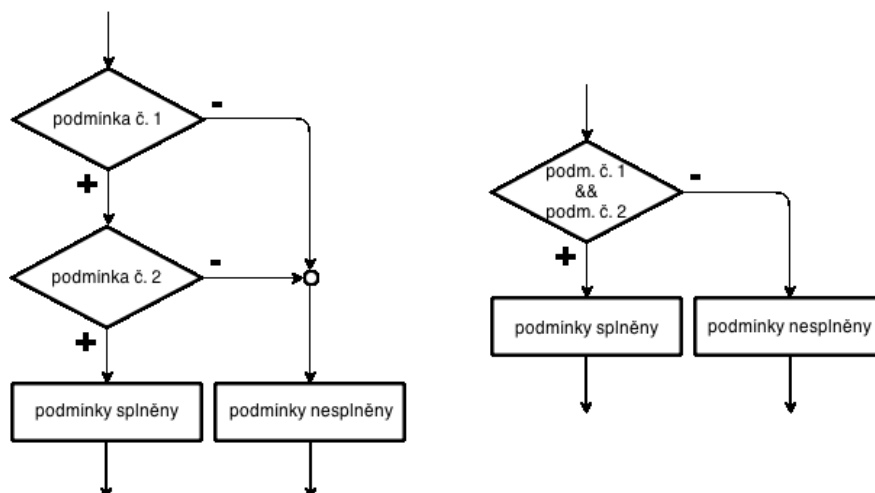 podmínka č. 1
-
+
podmínka č. 2
-
+
podmínky splněny
podmínky nesplněny
podm. č. 1
&&
podm. č. 2
-
+
podmínky splněny
podmínky nesplněny